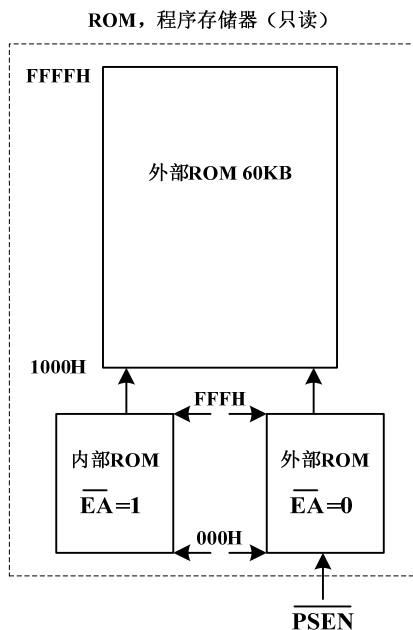 ROM，程序存储器（只读）
FFFFH
外部ROM 60KB
1000H
FFFH
内部ROM
外部ROM
EA=1
EA=0
000H
PSEN